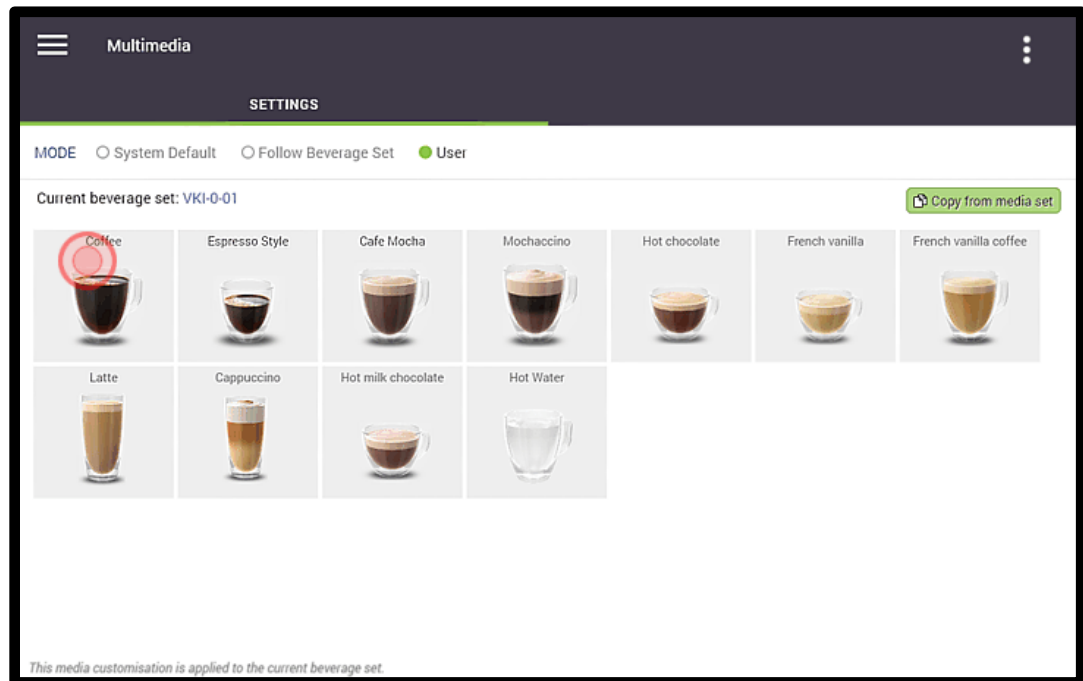 Multimedia
SETTINGS
MODE System Default Follow Beverage Set User
Current beverage set: VKI-0-01 Copy from media set
Coffee Espresso Style Cafe Mocha Mochaccino Hot chocolate French vanilla French vanilla coffee
Latte Cappuccino Hot milk chocolate Hot Water
This media customisation is applied to the current beverage set.